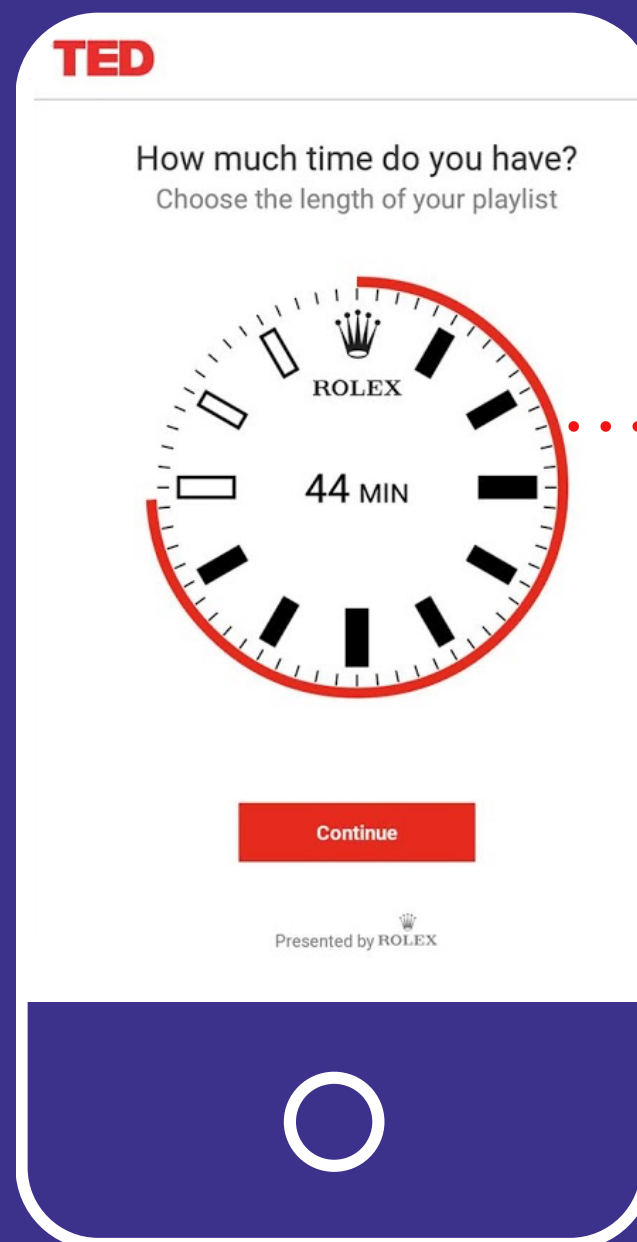 TED
How much time do you have?
Choose the length of your playlist
ROLEX
44 MIN
Continue
Presented by ROLEX